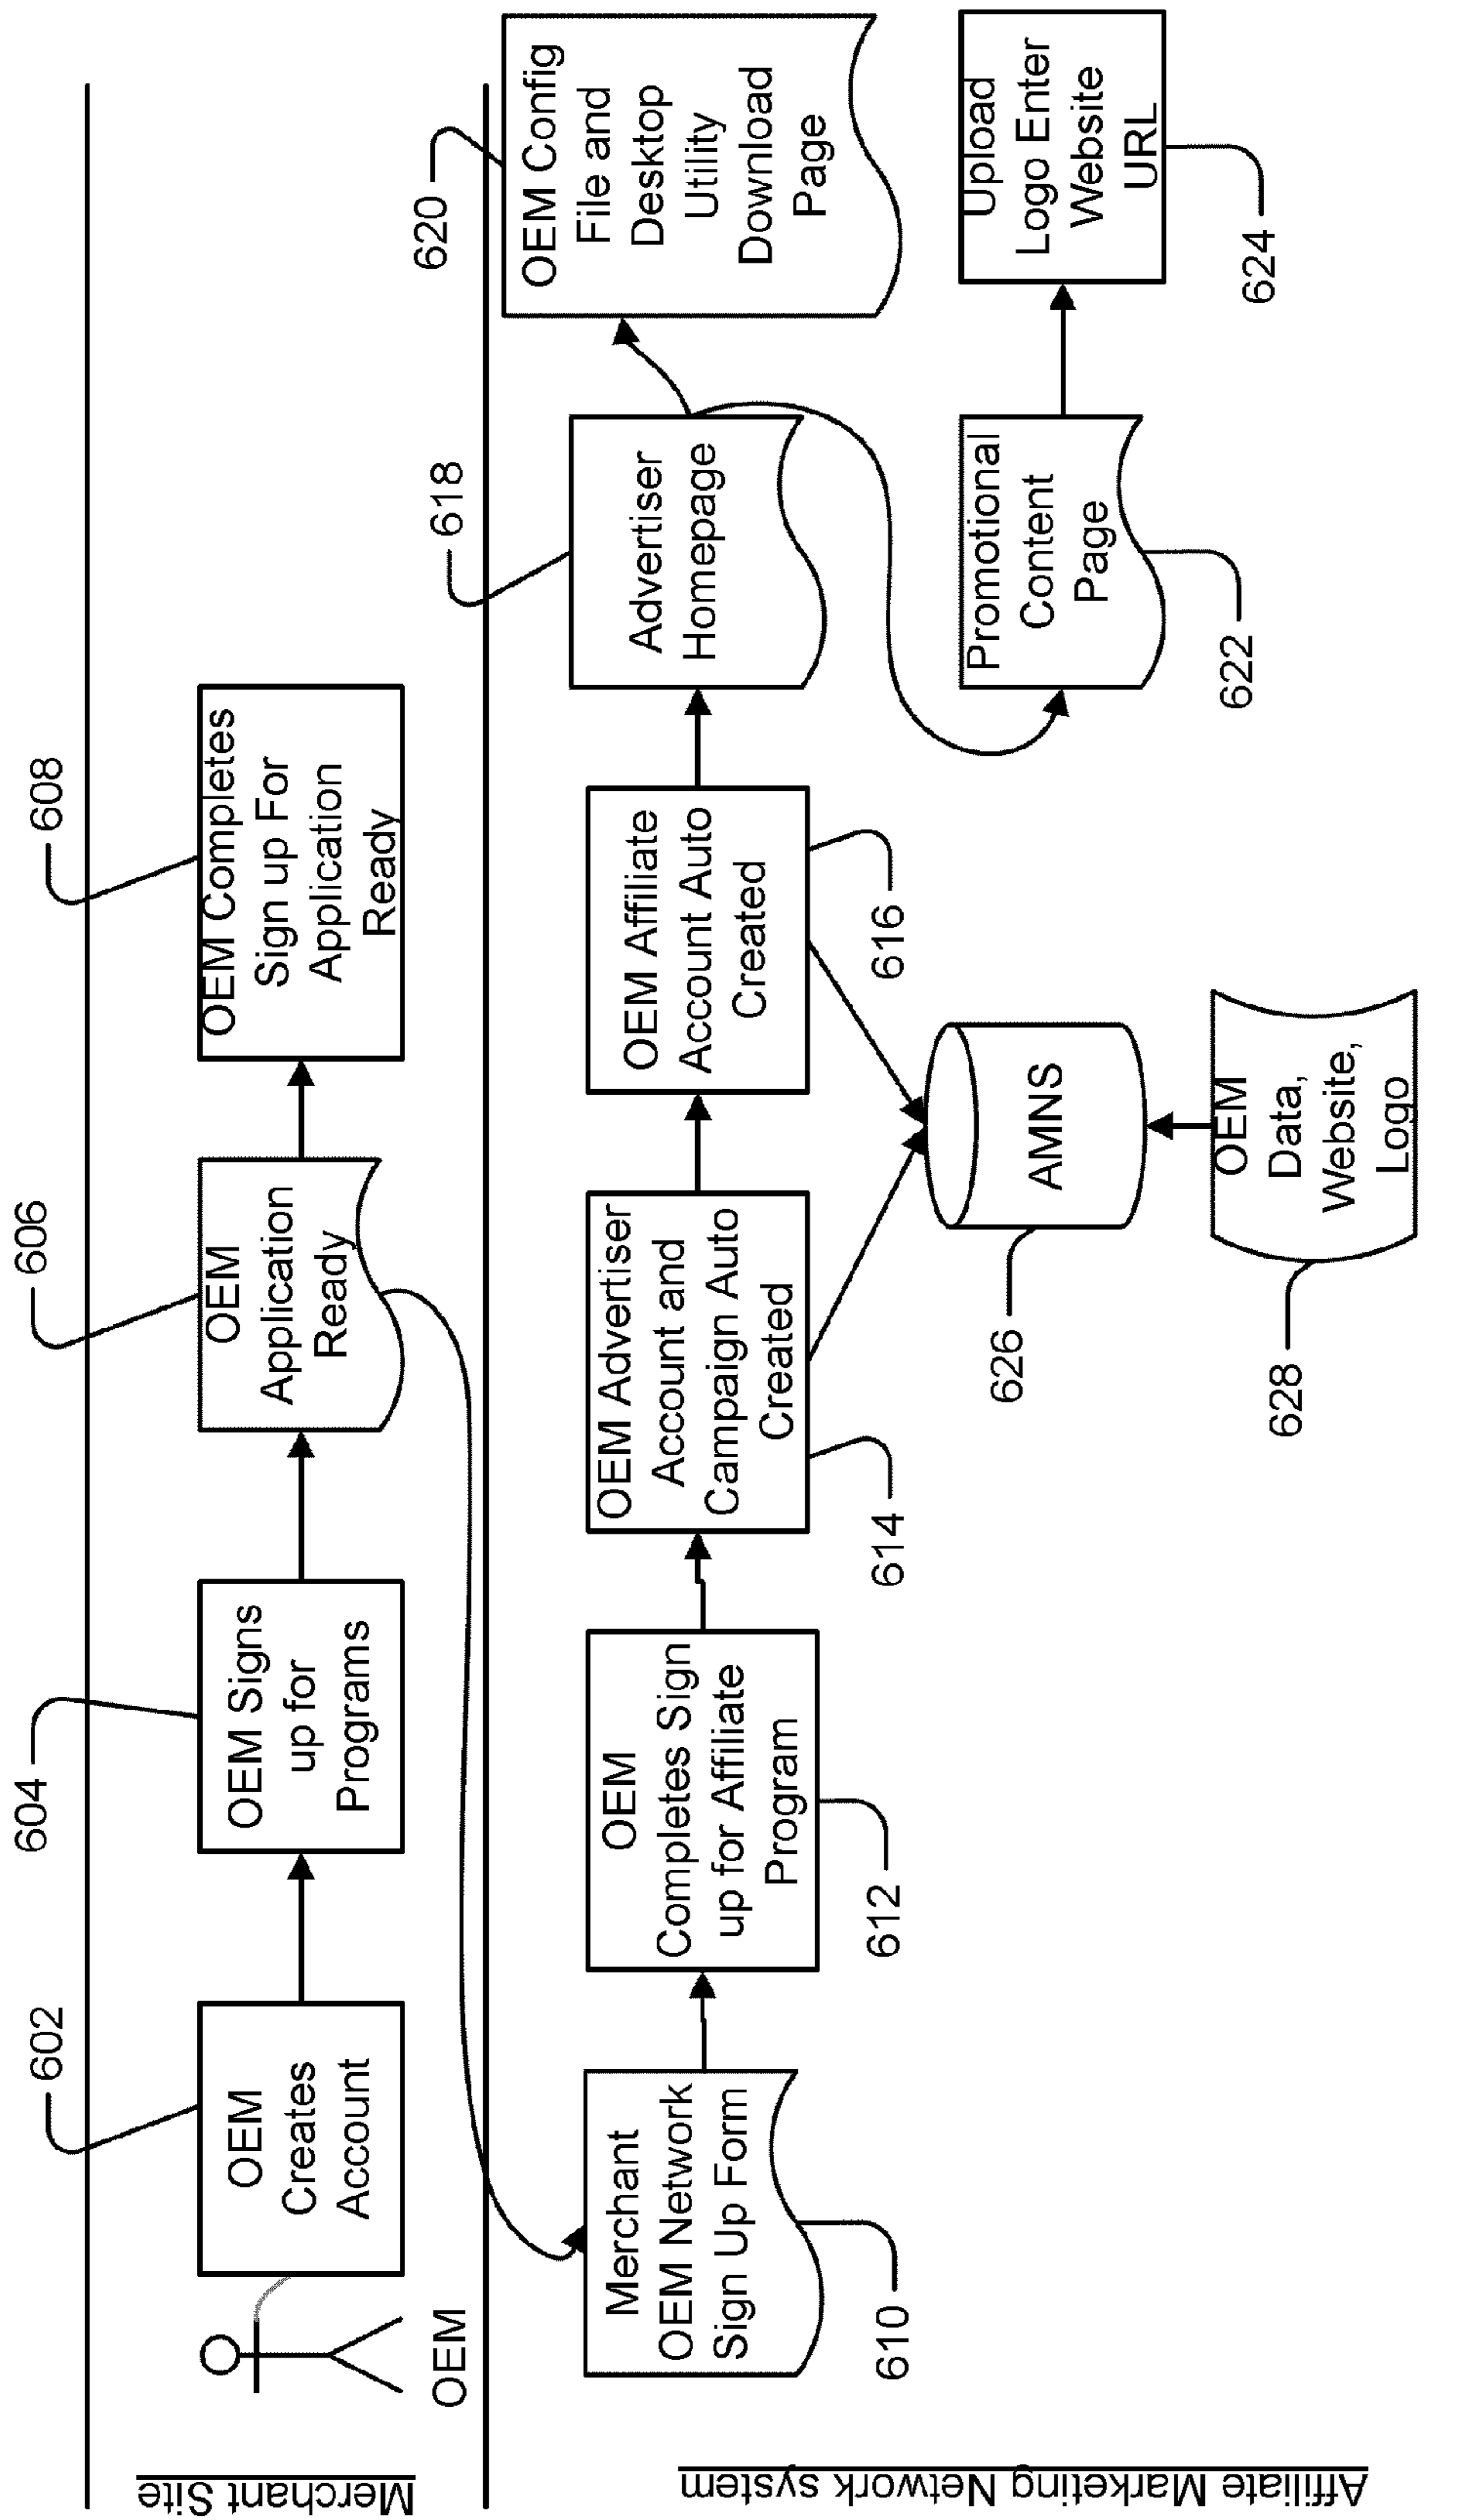 Merchant Site
OEM
602
OEM
Creates
Account
604
OEM Signs
up for
Programs
606
OEM
Application
Ready
608
OEM Completes
Sign up For
Application
Ready
Affiliate Marketing Network system
Merchant
OEM Network
Sign Up Form
610
OEM
Completes Sign
up for Affiliate
Program
612
OEM Advertiser
Account and
Campaign Auto
Created
614
OEM Affiliate
Account Auto
Created
616
618
Advertiser
Homepage
620
OEM Config
File and
Desktop
Utility
Download
Page
Promotional
Content
Page
622
Upload
Logo Enter
Website
URL
624
AMNS
626
OEM
Data,
Website,
Logo
628